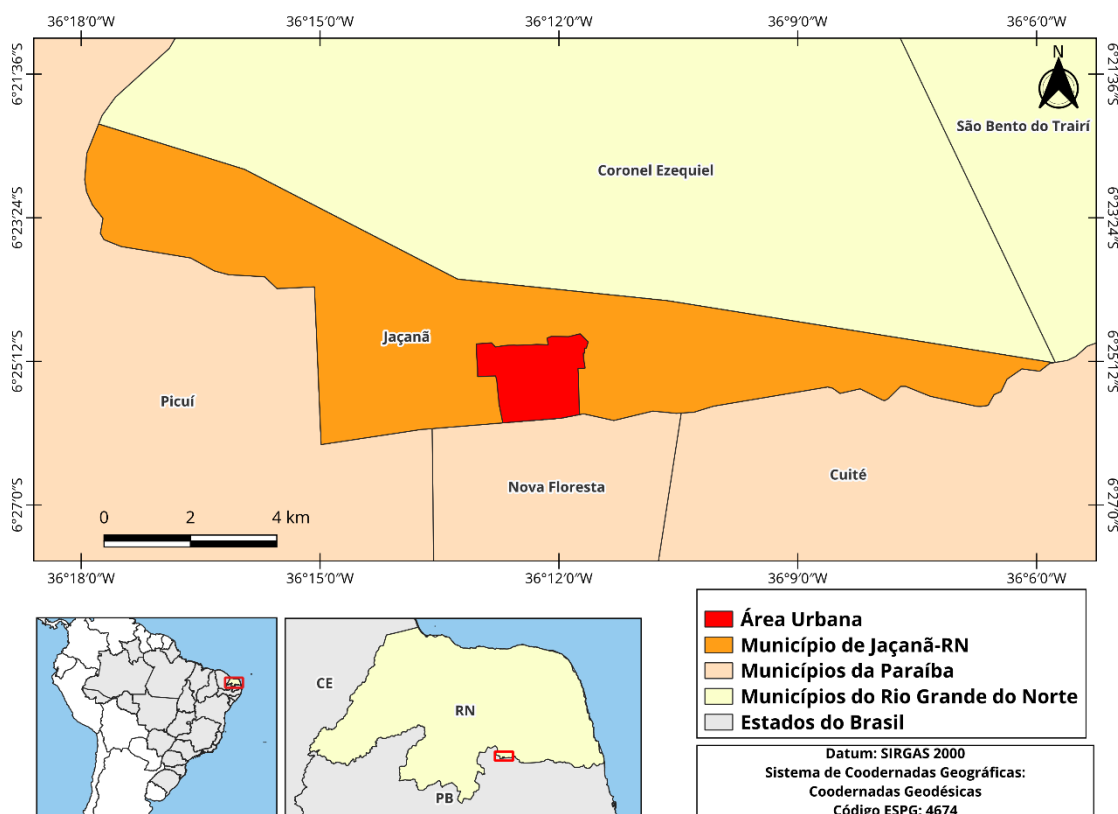 36°18′0″W 36°15′0″W 36°12′0″W 36°9′0″W 36°6′0″W
6°21′36″S
6°21′36″S
N
São Bento do Trairí
Coronel Ezequiel
6°23′24″S
6°23′24″S
Jaçanã
6°25′12″S
6°25′12″S
Picuí
Nova Floresta
Cuité
6°27′0″S
6°27′0″S
0 2 4 km
36°18′0″W 36°15′0″W 36°12′0″W 36°9′0″W 36°6′0″W
CE
RN
PB
Área Urbana
Município de Jaçanã-RN
Municípios da Paraíba
Municípios do Rio Grande do Norte
Estados do Brasil
Datum: SIRGAS 2000
Sistema de Coodernadas Geográficas:
Coodernadas Geodésicas
Código ESPG: 4674